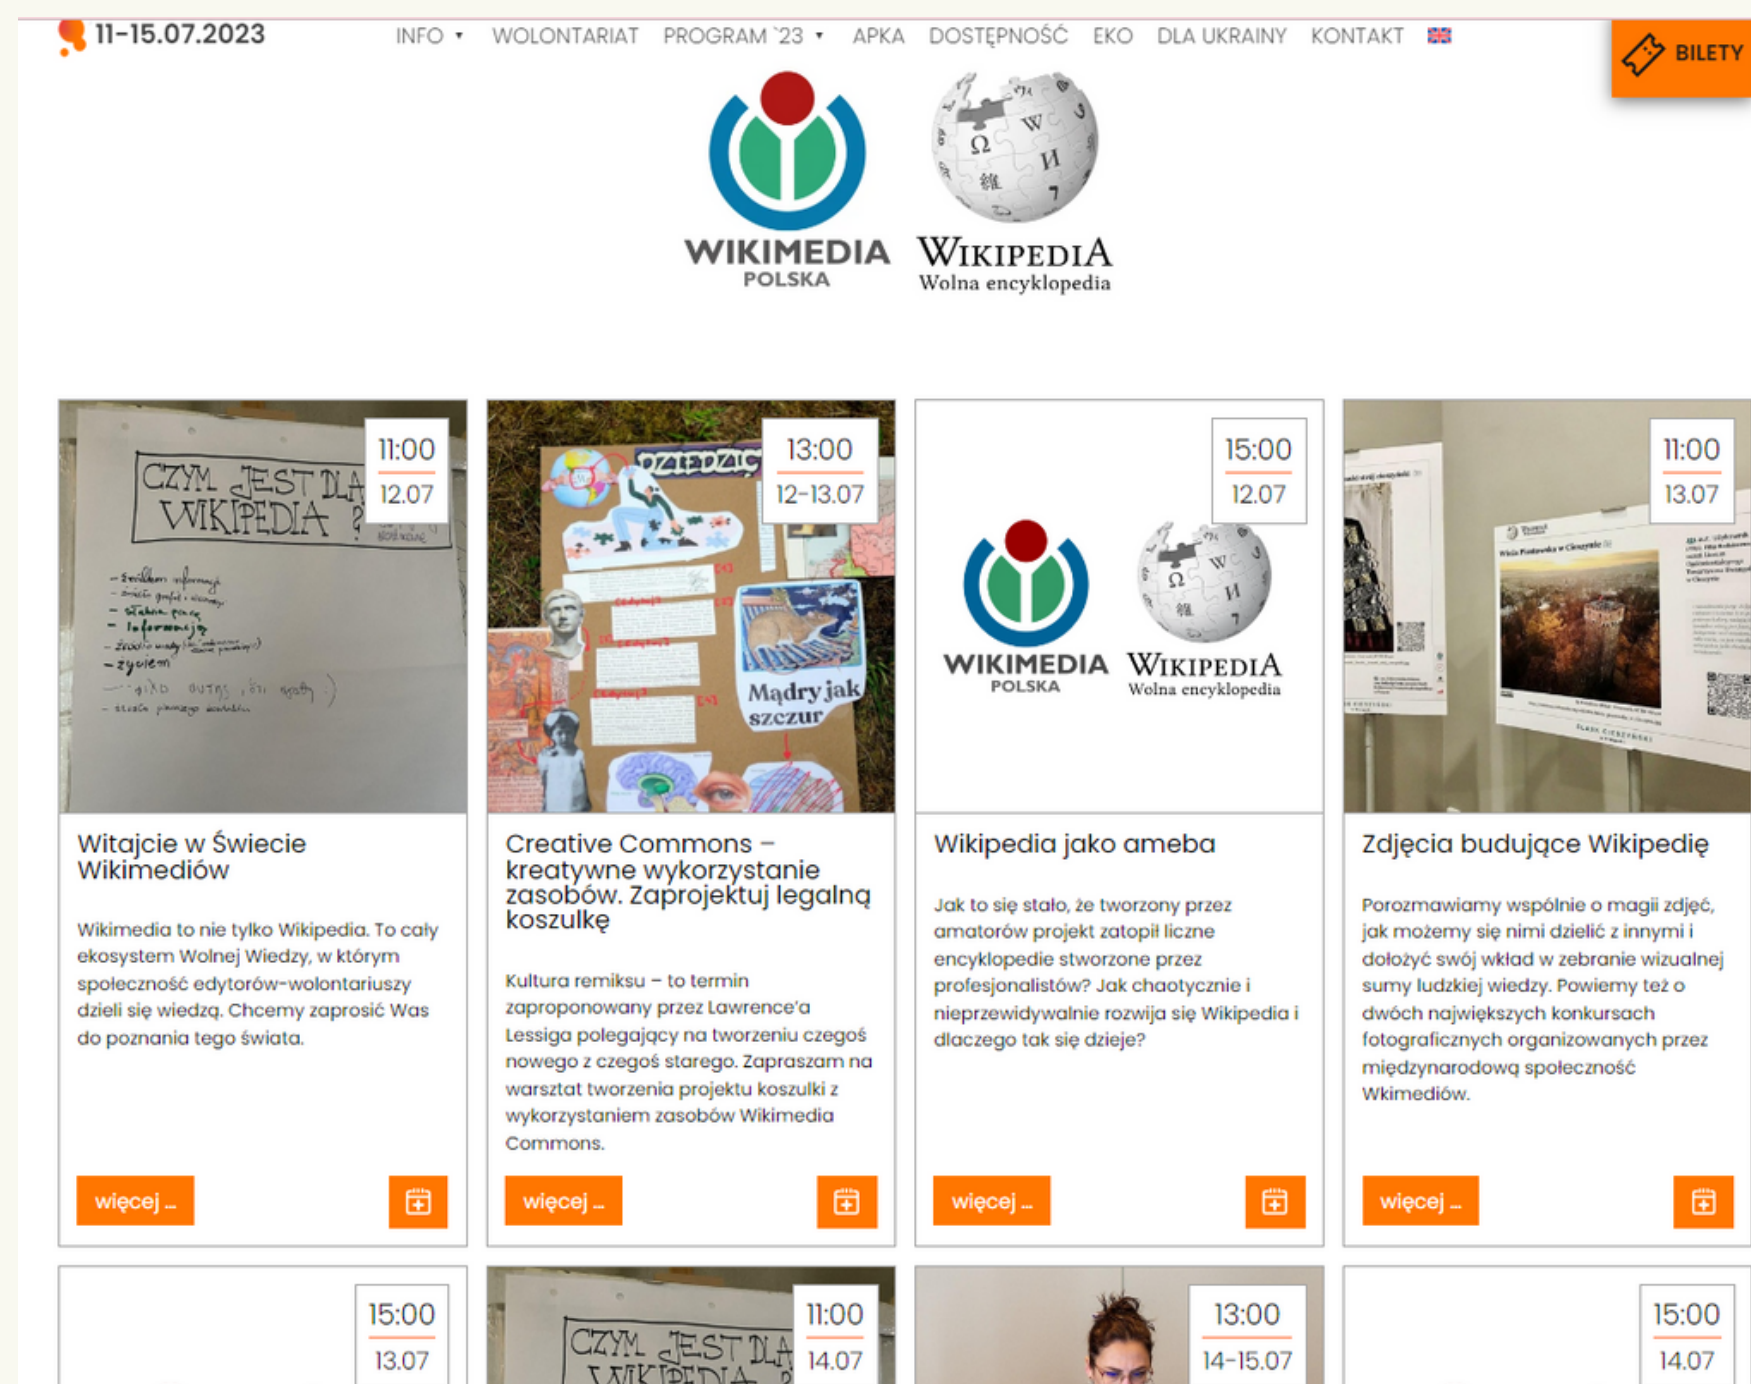 11-15.07.2023
INFO WOLONTARIAT PROGRAM `23 APKA DOSTĘPNOŚĆ EKO DLA UKRAINY KONTAKT
BILETY
WIKIMEDIA
POLSKA
WIKIPEDIA
Wolna encyklopedia
CZYM JEST DLA
WIKIPEDIA ?
- życiem
11:00
12.07
Witajcie w Świecie
Wikimediów
Wikimedia to nie tylko Wikipedia. To cały
ekosystem Wolnej Wiedzy, w którym
społeczność edytorów-wolontariuszy
dzieli się wiedzą. Chcemy zaprosić Was
do poznania tego świata.
więcej ...
DZIEDZIC
13:00
12-13.07
Mądry jak
szczur
Creative Commons –
kreatywne wykorzystanie
zasobów. Zaprojektuj legalną
koszulkę
Kultura remiksu – to termin
zaproponowany przez Lawrence'a
Lessiga polegający na tworzeniu czegoś
nowego z czegoś starego. Zapraszam na
warsztat tworzenia projektu koszulki z
wykorzystaniem zasobów Wikimedia
Commons.
więcej ...
15:00
12.07
WIKIMEDIA
POLSKA
WIKIPEDIA
Wolna encyklopedia
Wikipedia jako ameba
Jak to się stało, że tworzony przez
amatorów projekt zatopił liczne
encyklopedie stworzone przez
profesjonalistów? Jak chaotycznie i
nieprzewidywalnie rozwija się Wikipedia i
dlaczego tak się dzieje?
więcej ...
11:00
13.07
Wieża Piastowska w Cieszynie
Zdjęcia budujące Wikipedię
Porozmawiamy wspólnie o magii zdjęć,
jak możemy się nimi dzielić z innymi i
dołożyć swój wkład w zebranie wizualnej
sumy ludzkiej wiedzy. Powiemy też o
dwóch największych konkursach
fotograficznych organizowanych przez
międzynarodową społeczność
Wkimediów.
więcej ...
15:00
13.07
CZYM JEST DLA
WIKIPEDIA ?
11:00
14.07
13:00
14-15.07
15:00
14.07